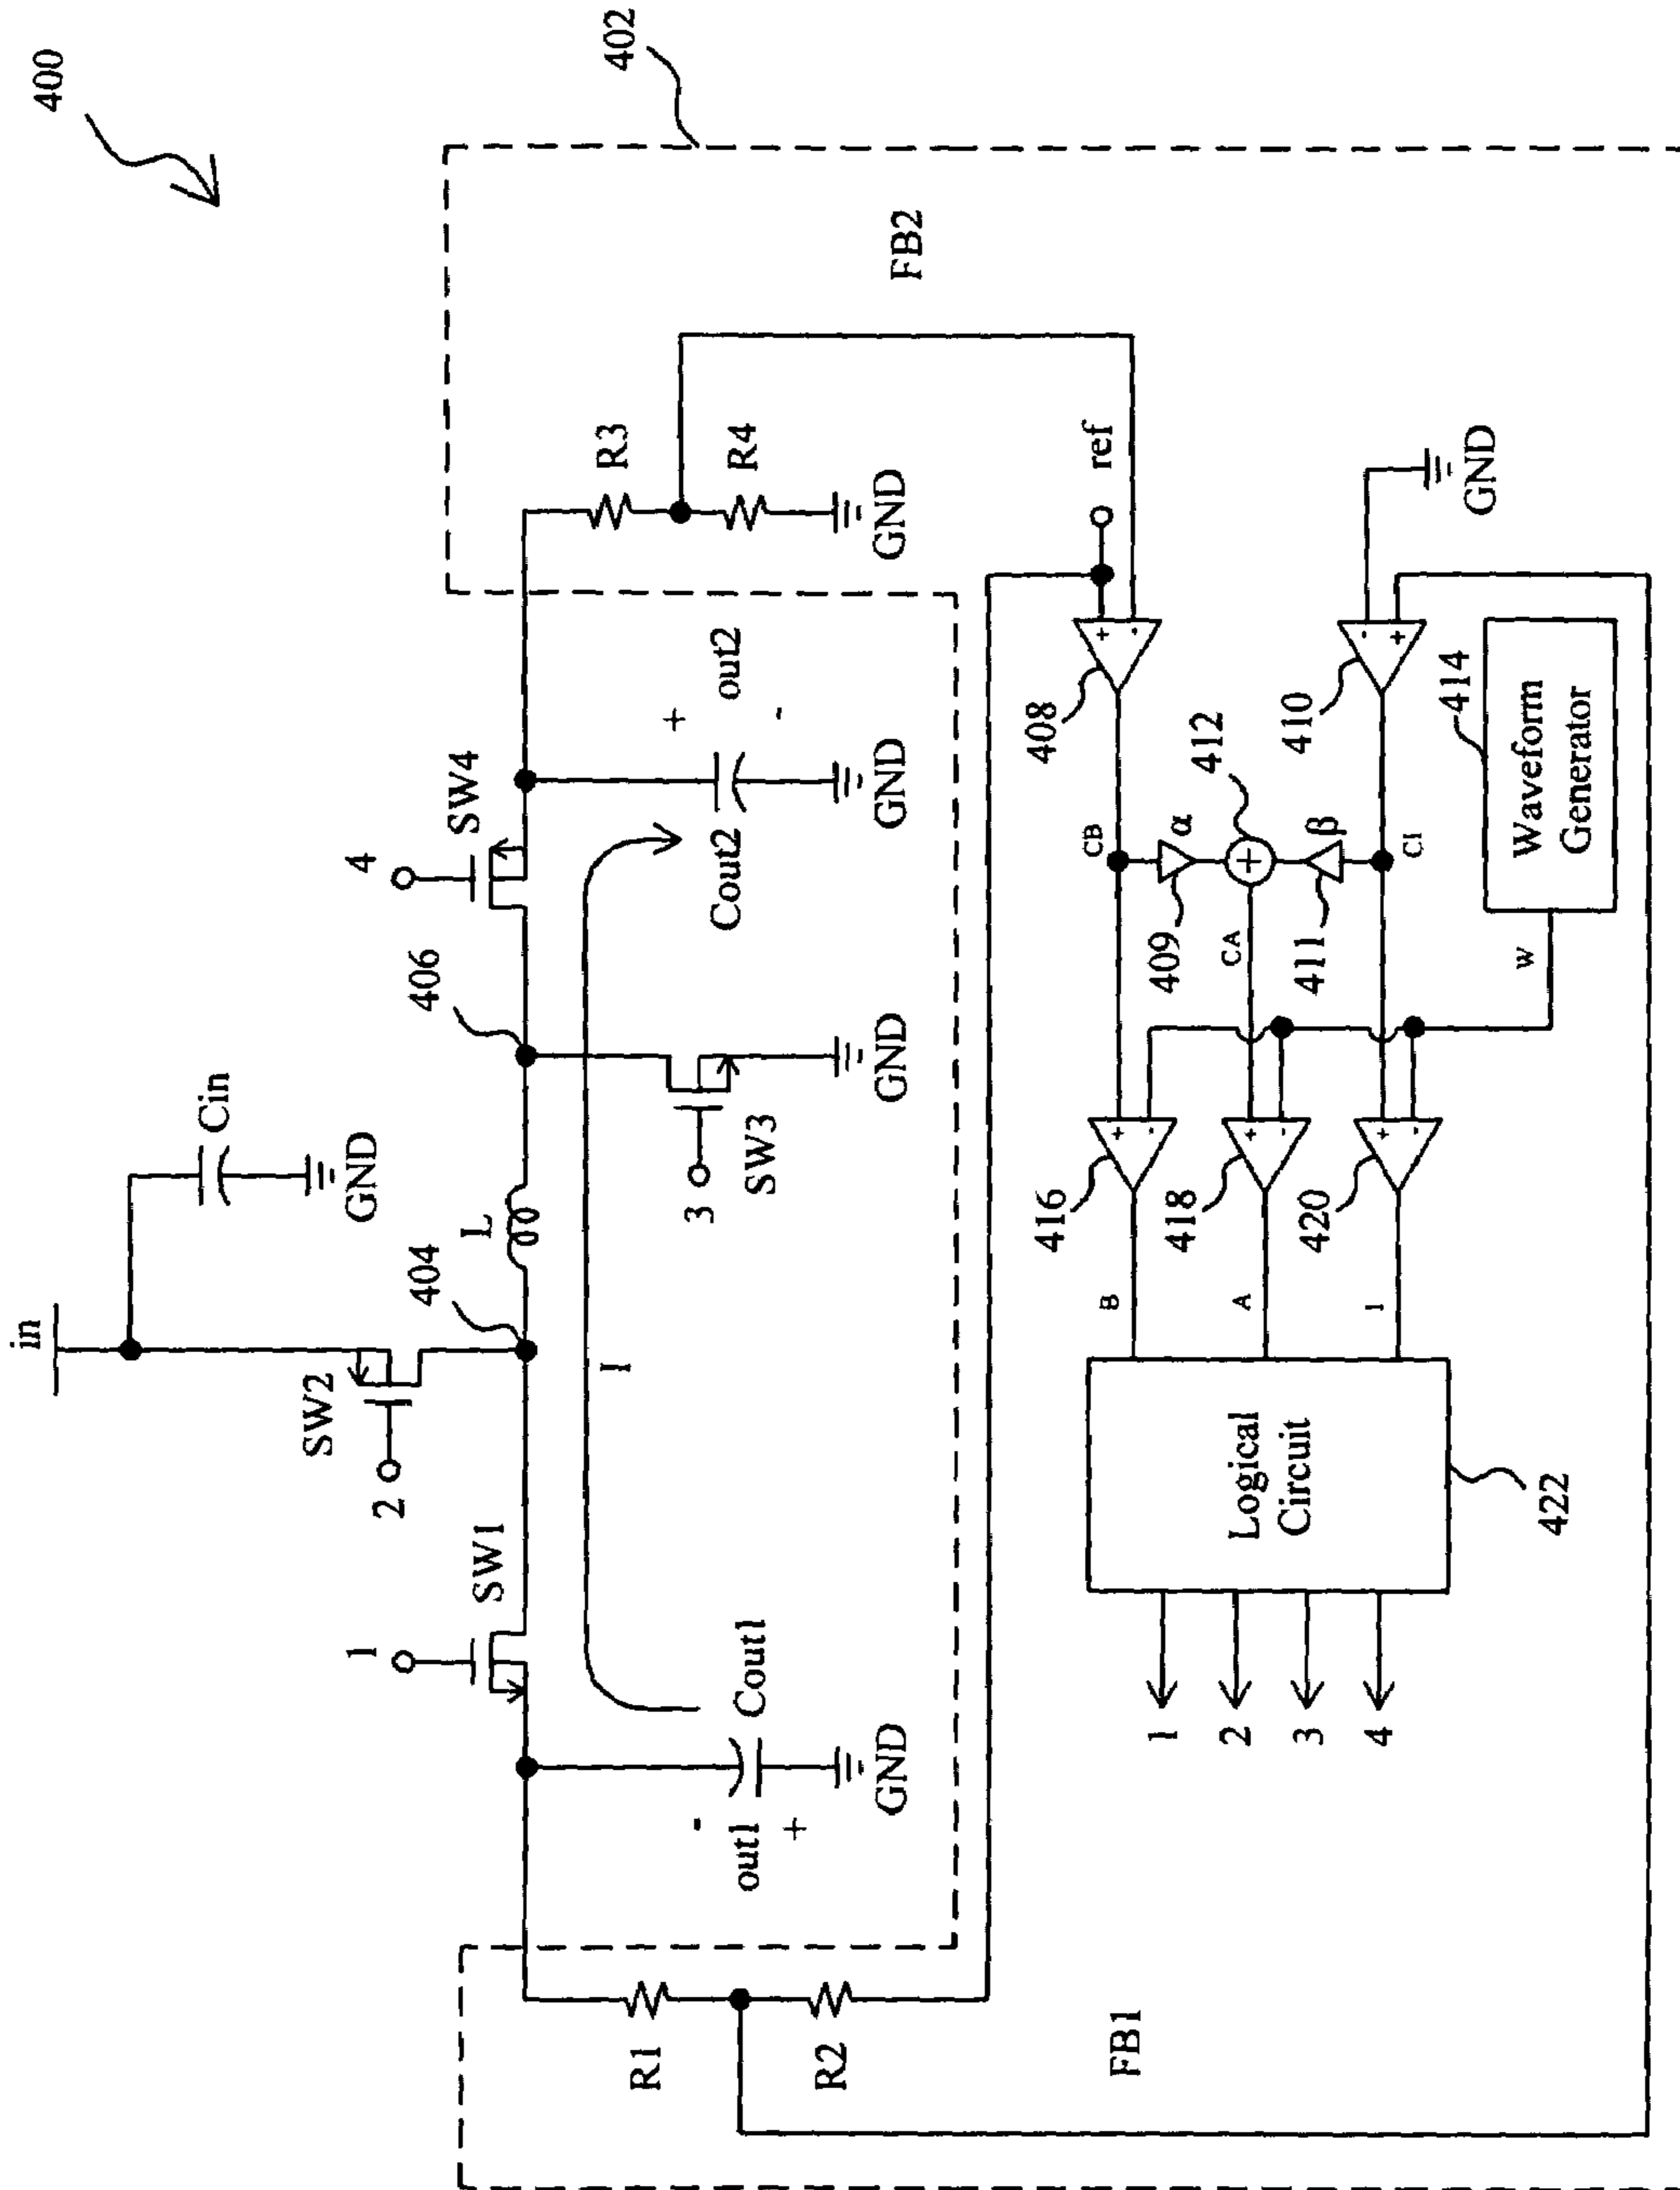 400
in
402
Cin
GND
SW2
2
404
L
406
1
SW1
4
SW4
I
3
SW3
GND
R3
R4
GND
FB2
Cout1
out1
-
+
GND
Cout2
out2
+
-
GND
R1
R2
FB1
ref
+
-
408
CB
α
409
412
+
CA
β
411
CI
410
-
+
GND
414
Waveform
Generator
W
416
+
-
418
+
-
420
+
-
B
A
1
Logical
Circuit
422
1
2
3
4